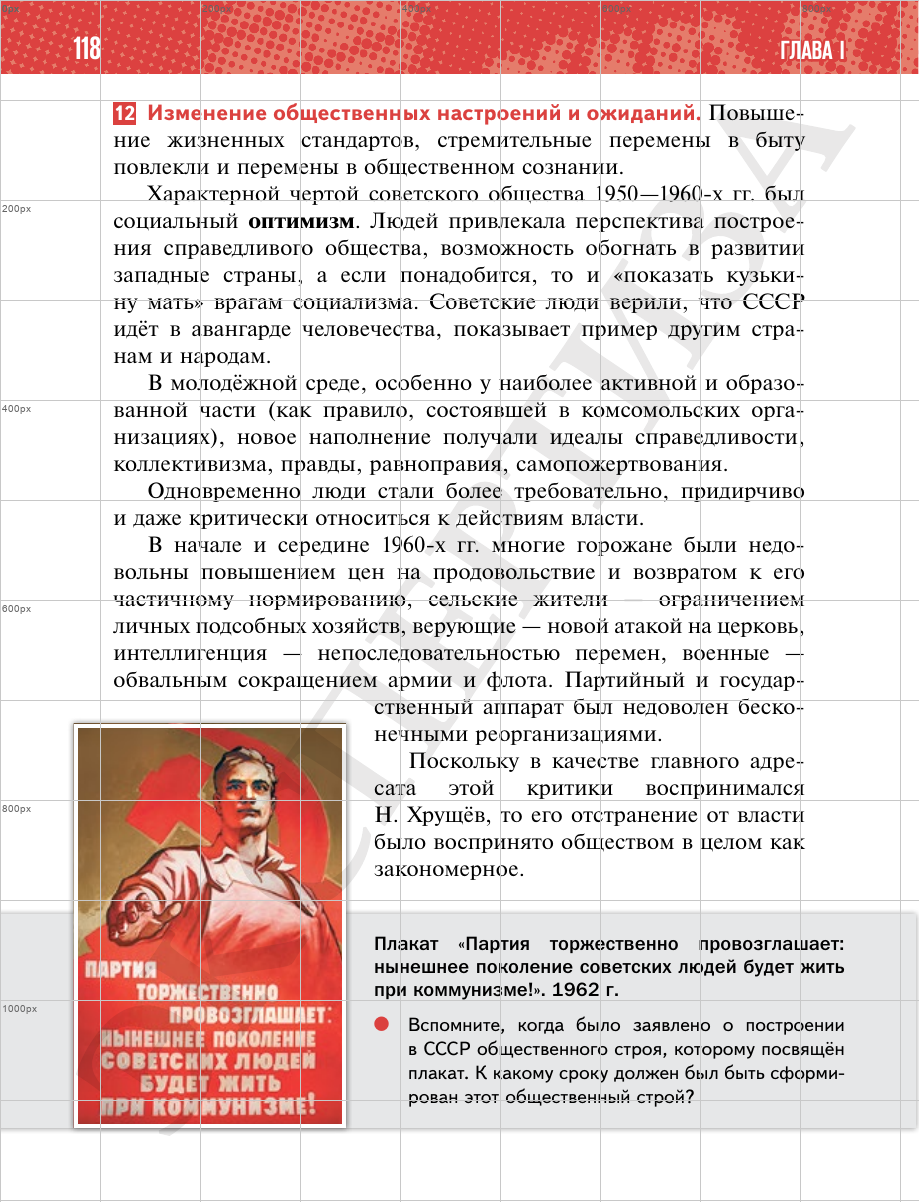 118
ГЛАВА I
12 Изменение общественных настроений и ожиданий. Повыше-
ние жизненных стандартов, стремительные перемены в быту
повлекли и перемены в общественном сознании.
Характерной чертой советского общества 1950—1960-х гг. был
социальный оптимизм. Людей привлекала перспектива построе-
ния справедливого общества, возможность обогнать в развитии
западные страны, а если понадобится, то и «показать кузьки-
ну мать» врагам социализма. Советские люди верили, что СССР
идёт в авангарде человечества, показывает пример другим стра-
нам и народам.
В молодёжной среде, особенно у наиболее активной и образо-
ванной части (как правило, состоявшей в комсомольских орга-
низациях), новое наполнение получали идеалы справедливости,
коллективизма, правды, равноправия, самопожертвования.
Одновременно люди стали более требовательно, придирчиво
и даже критически относиться к действиям власти.
В начале и середине 1960-х гг. многие горожане были недо-
вольны повышением цен на продовольствие и возвратом к его
частичному нормированию, сельские жители — ограничением
личных подсобных хозяйств, верующие — новой атакой на церковь,
интеллигенция — непоследовательностью перемен, военные —
обвальным сокращением армии и флота. Партийный и государ-
ственный аппарат был недоволен беско-
нечными реорганизациями.
Поскольку в качестве главного адре-
сата этой критики воспринимался
Н. Хрущёв, то его отстранение от власти
было воспринято обществом в целом как
закономерное.
ПАРТИЯ
ТОРЖЕСТВЕННО
ПРОВОЗГЛАШАЕТ:
НЫНЕШНЕЕ ПОКОЛЕНИЕ
СОВЕТСКИХ ЛЮДЕЙ
БУДЕТ ЖИТЬ
ПРИ КОММУНИЗМЕ!
Плакат «Партия торжественно провозглашает:
нынешнее поколение советских людей будет жить
при коммунизме!». 1962 г.
Вспомните, когда было заявлено о построении
в СССР общественного строя, которому посвящён
плакат. К какому сроку должен был быть сформи-
рован этот общественный строй?
200px
400px
600px
800px
1000px